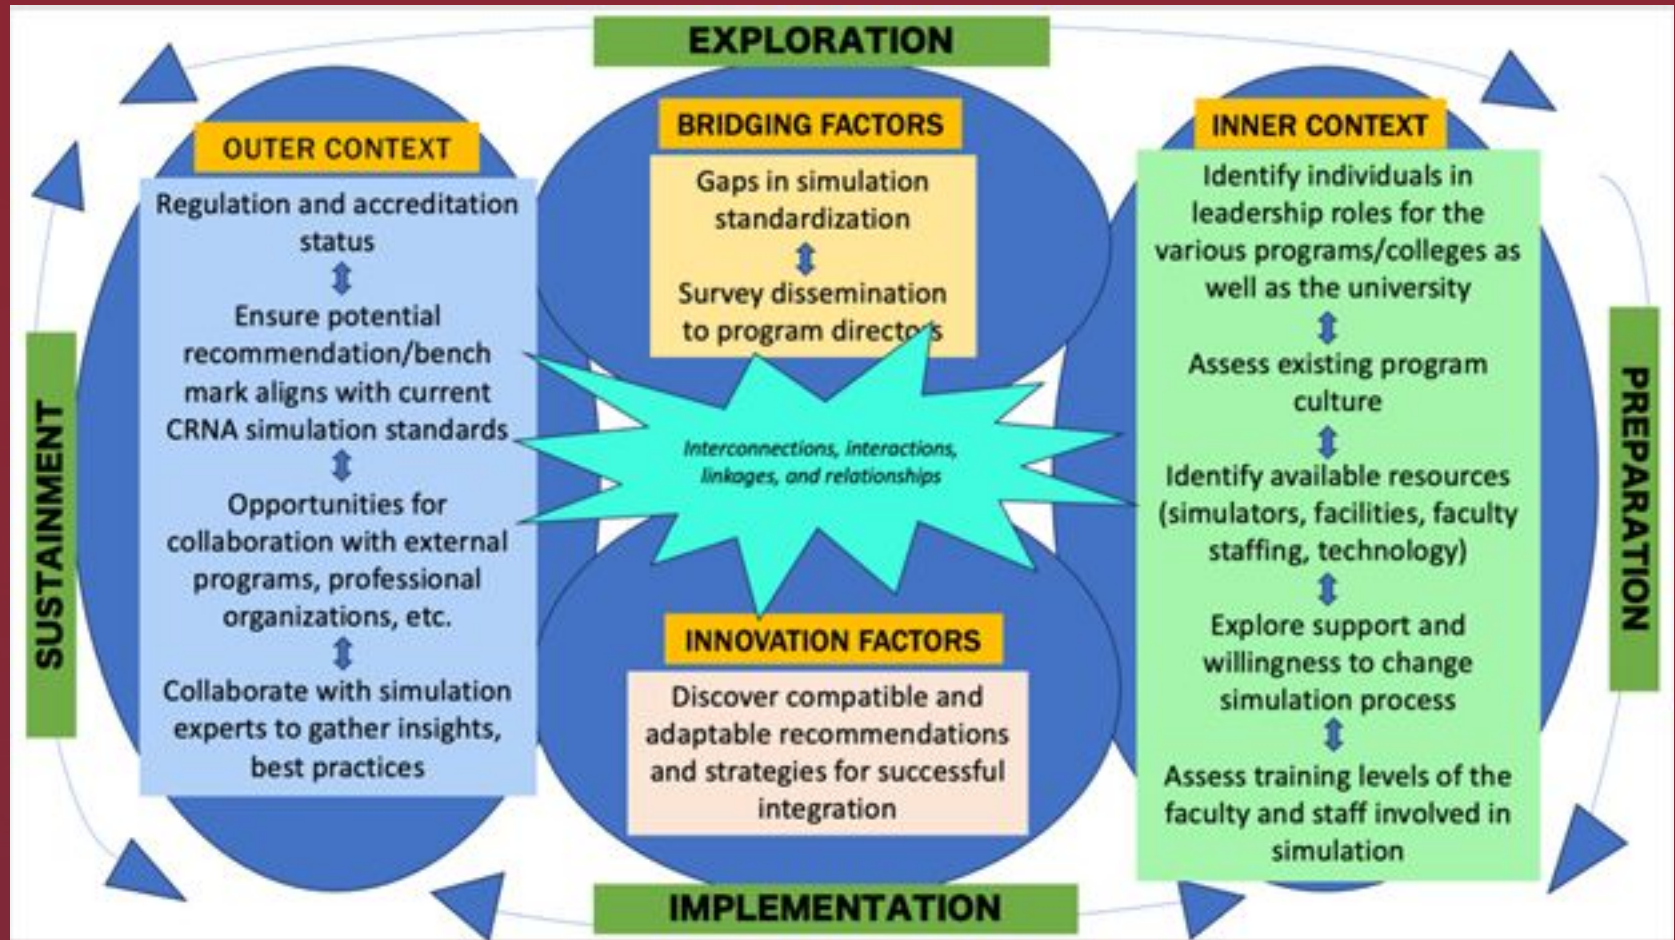 EXPLORATION
OUTER CONTEXT
Regulation and accreditation
status
Ensure potential
recommendation/bench
mark aligns with current
CRNA simulation standards
Opportunities for
collaboration with external
programs, professional
organizations, etc.
Collaborate with simulation
experts to gather insights,
best practices
BRIDGING FACTORS
Gaps in simulation
standardization
Survey dissemination
to program directors
Interconnections, interactions,
linkages, and relationships
INNOVATION FACTORS
Discover compatible and
adaptable recommendations
and strategies for successful
integration
INNER CONTEXT
Identify individuals in
leadership roles for the
various programs/colleges as
well as the university
Assess existing program
culture
Identify available resources
(simulators, facilities, faculty
staffing, technology)
Explore support and
willingness to change
simulation process
Assess training levels of the
faculty and staff involved in
simulation
PREPARATION
IMPLEMENTATION
SUSTAINMENT